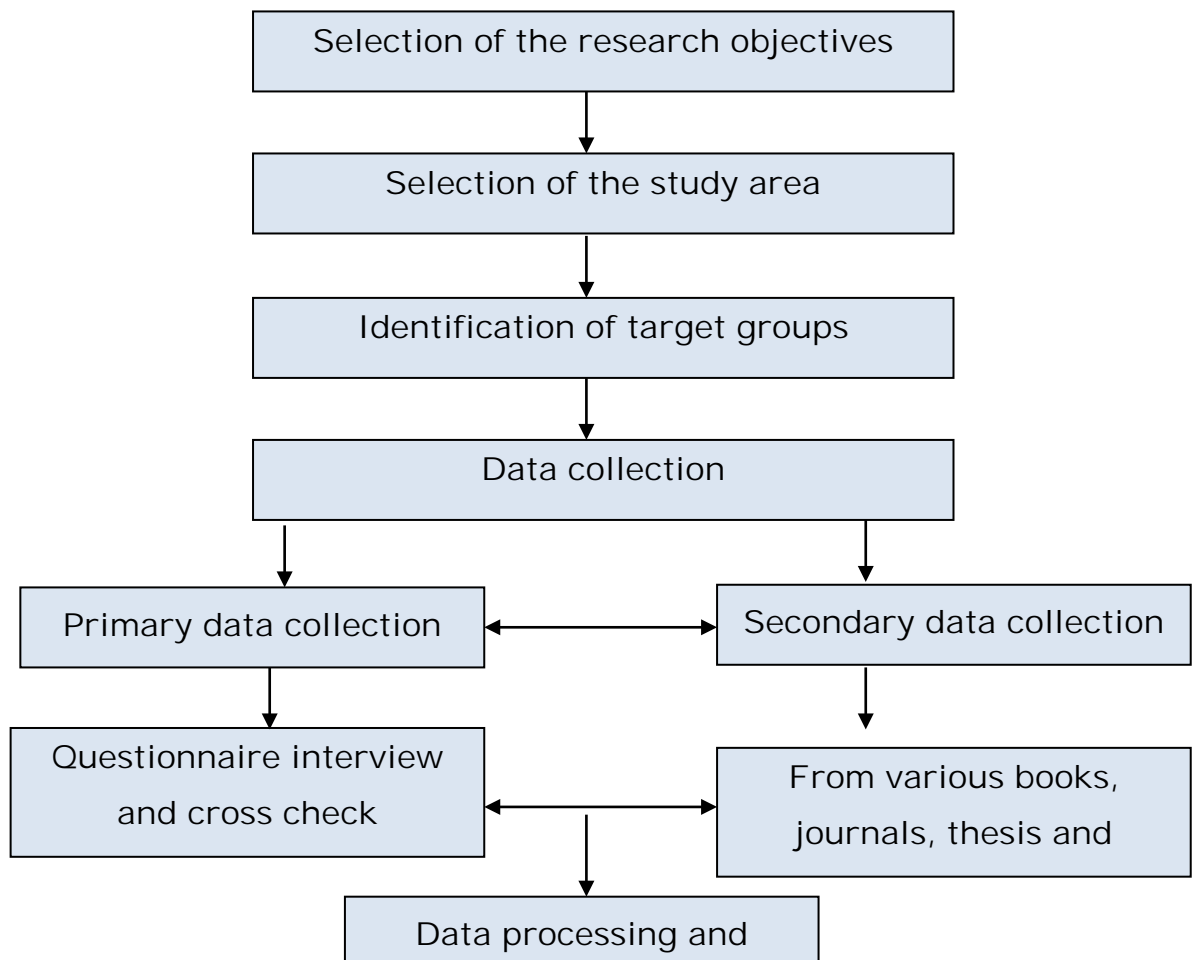 Selection of the research objectives
Selection of the study area
Identification of target groups
Data collection
Primary data collection
Secondary data collection
Questionnaire interview
and cross check
From various books,
journals, thesis and
Data processing and